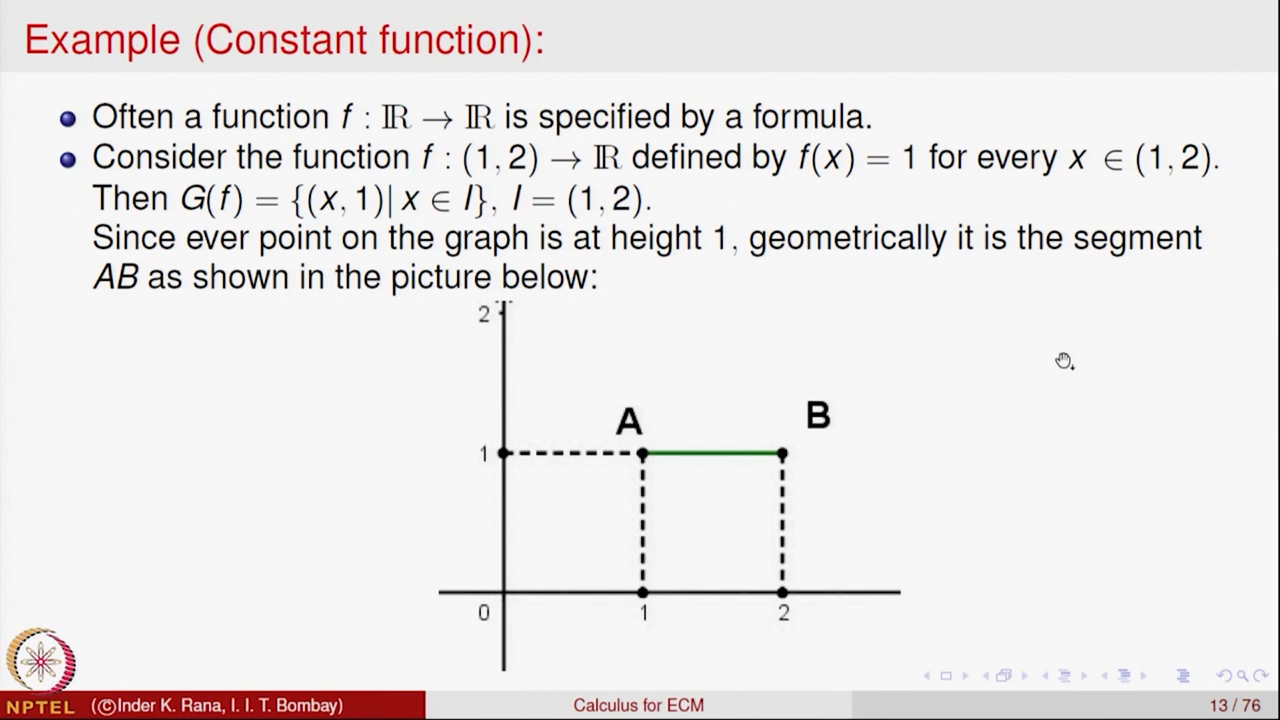 Example (Constant function):
Often a function f : ℝ → ℝ is specified by a formula.
Consider the function f : (1, 2) → ℝ defined by f(x) = 1 for every x ∈ (1, 2).
Then G(f) = {(x, 1)| x ∈ I}, I = (1, 2).
Since ever point on the graph is at height 1, geometrically it is the segment
AB as shown in the picture below:
2
A
B
1
0
1
2
NPTEL
(©Inder K. Rana, I. I. T. Bombay)
Calculus for ECM
13 / 76